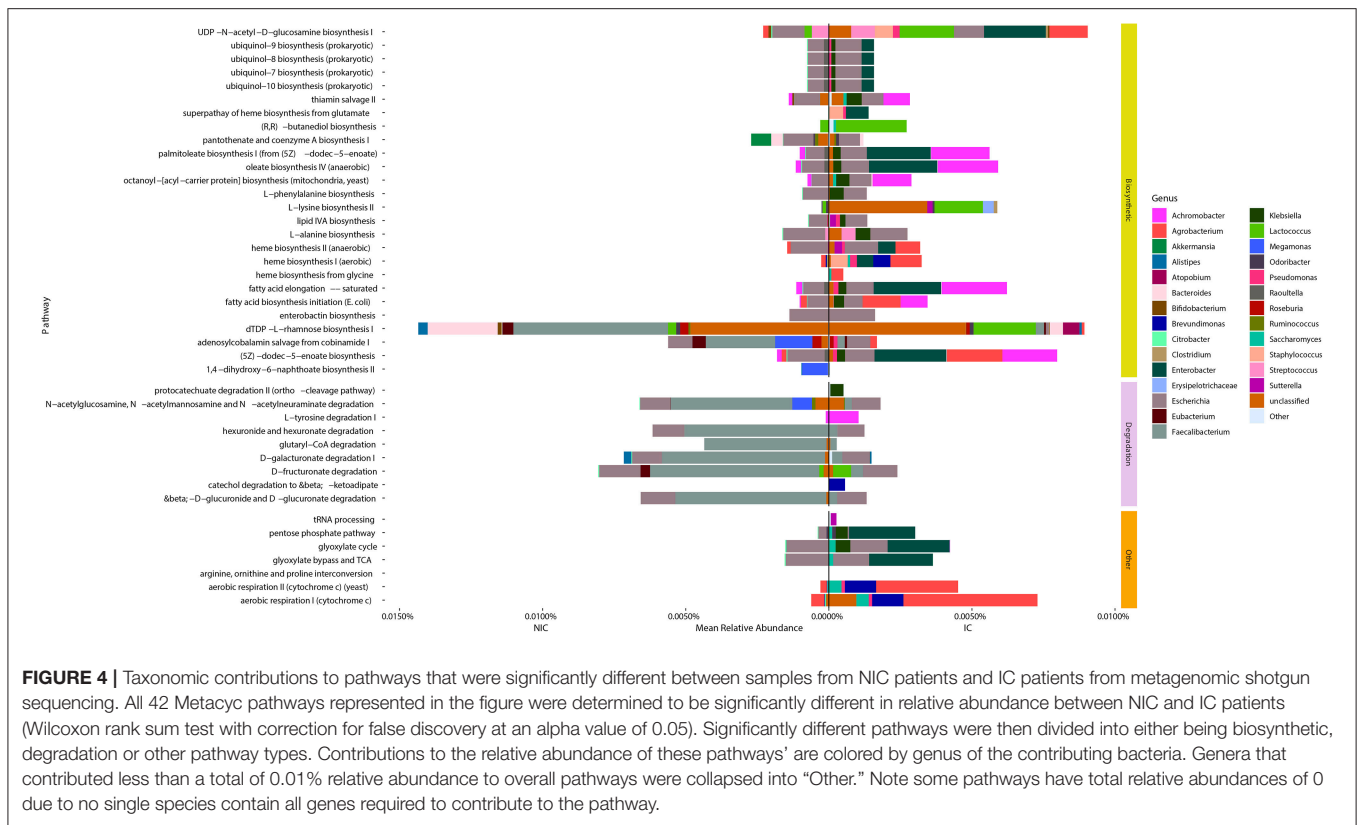 UDP –N–acetyl –D–glucosamine biosynthesis I
ubiquinol–9 biosynthesis (prokaryotic)
ubiquinol–8 biosynthesis (prokaryotic)
ubiquinol–7 biosynthesis (prokaryotic)
ubiquinol–10 biosynthesis (prokaryotic)
thiamin salvage II
superpathay of heme biosynthesis from glutamate
(R,R) –butanediol biosynthesis
pantothenate and coenzyme A biosynthesis I
palmitoleate biosynthesis I (from (5Z) –dodec–5–enoate)
oleate biosynthesis IV (anaerobic)
octanoyl–[acyl –carrier protein] biosynthesis (mitochondria, yeast)
L–phenylalanine biosynthesis
L–lysine biosynthesis II
lipid IVA biosynthesis
L–alanine biosynthesis
heme biosynthesis II (anaerobic)
heme biosynthesis I (aerobic)
heme biosynthesis from glycine
fatty acid elongation –– saturated
fatty acid biosynthesis initiation (E. coli)
enterobactin biosynthesis
dTDP –L–rhamnose biosynthesis I
adenosylcobalamin salvage from cobinamide I
(5Z) –dodec–5–enoate biosynthesis
1,4–dihydroxy–6–naphthoate biosynthesis II
protocatechuate degradation II (ortho –cleavage pathway)
N–acetylglucosamine, N –acetylmannosamine and N –acetylneuraminate degradation
L–tyrosine degradation I
hexuronide and hexuronate degradation
glutaryl–CoA degradation
D–galacturonate degradation I
D–fructuronate degradation
catechol degradation to &beta; –ketoadipate
&beta; –D–glucuronide and D –glucuronate degradation
tRNA processing
pentose phosphate pathway
glyoxylate cycle
glyoxylate bypass and TCA
arginine, ornithine and proline interconversion
aerobic respiration II (cytochrome c) (yeast)
aerobic respiration I (cytochrome c)
Pathway
0.0150% 0.0100% 0.0050% 0.0000% 0.0050% 0.0100%
NIC Mean Relative Abundance IC
Biosynthetic
Degradation
Other
Genus
Achromobacter
Agrobacterium
Akkermansia
Alistipes
Atopobium
Bacteroides
Bifidobacterium
Brevundimonas
Citrobacter
Clostridium
Enterobacter
Erysipelotrichaceae
Escherichia
Eubacterium
Faecalibacterium
Klebsiella
Lactococcus
Megamonas
Odoribacter
Pseudomonas
Raoultella
Roseburia
Ruminococcus
Saccharomyces
Staphylococcus
Streptococcus
Sutterella
unclassified
Other
FIGURE 4 | Taxonomic contributions to pathways that were significantly different between samples from NIC patients and IC patients from metagenomic shotgun
sequencing. All 42 Metacyc pathways represented in the figure were determined to be significantly different in relative abundance between NIC and IC patients
(Wilcoxon rank sum test with correction for false discovery at an alpha value of 0.05). Significantly different pathways were then divided into either being biosynthetic,
degradation or other pathway types. Contributions to the relative abundance of these pathways' are colored by genus of the contributing bacteria. Genera that
contributed less than a total of 0.01% relative abundance to overall pathways were collapsed into “Other.” Note some pathways have total relative abundances of 0
due to no single species contain all genes required to contribute to the pathway.